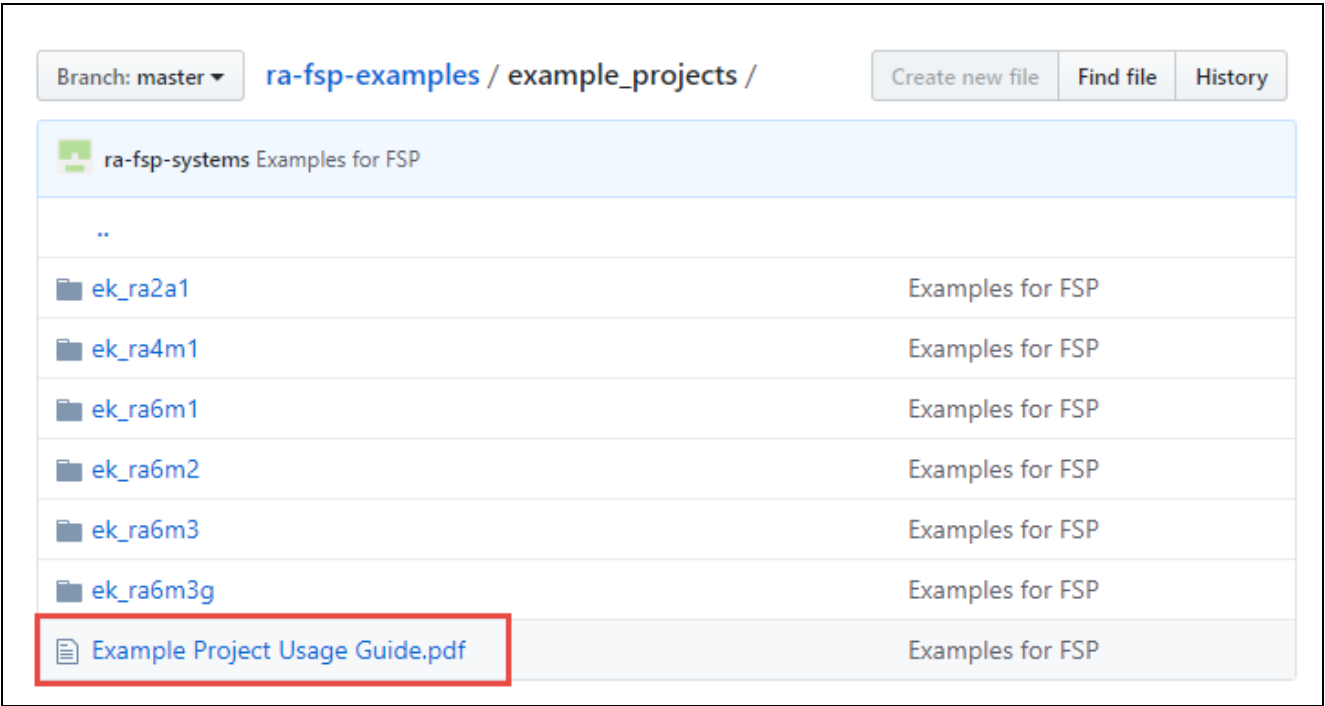 Branch: master ra-fsp-examples / example_projects / Create new file Find file History
ra-fsp-systems Examples for FSP
..
ek_ra2a1 Examples for FSP
ek_ra4m1 Examples for FSP
ek_ra6m1 Examples for FSP
ek_ra6m2 Examples for FSP
ek_ra6m3 Examples for FSP
ek_ra6m3g Examples for FSP
Example Project Usage Guide.pdf Examples for FSP